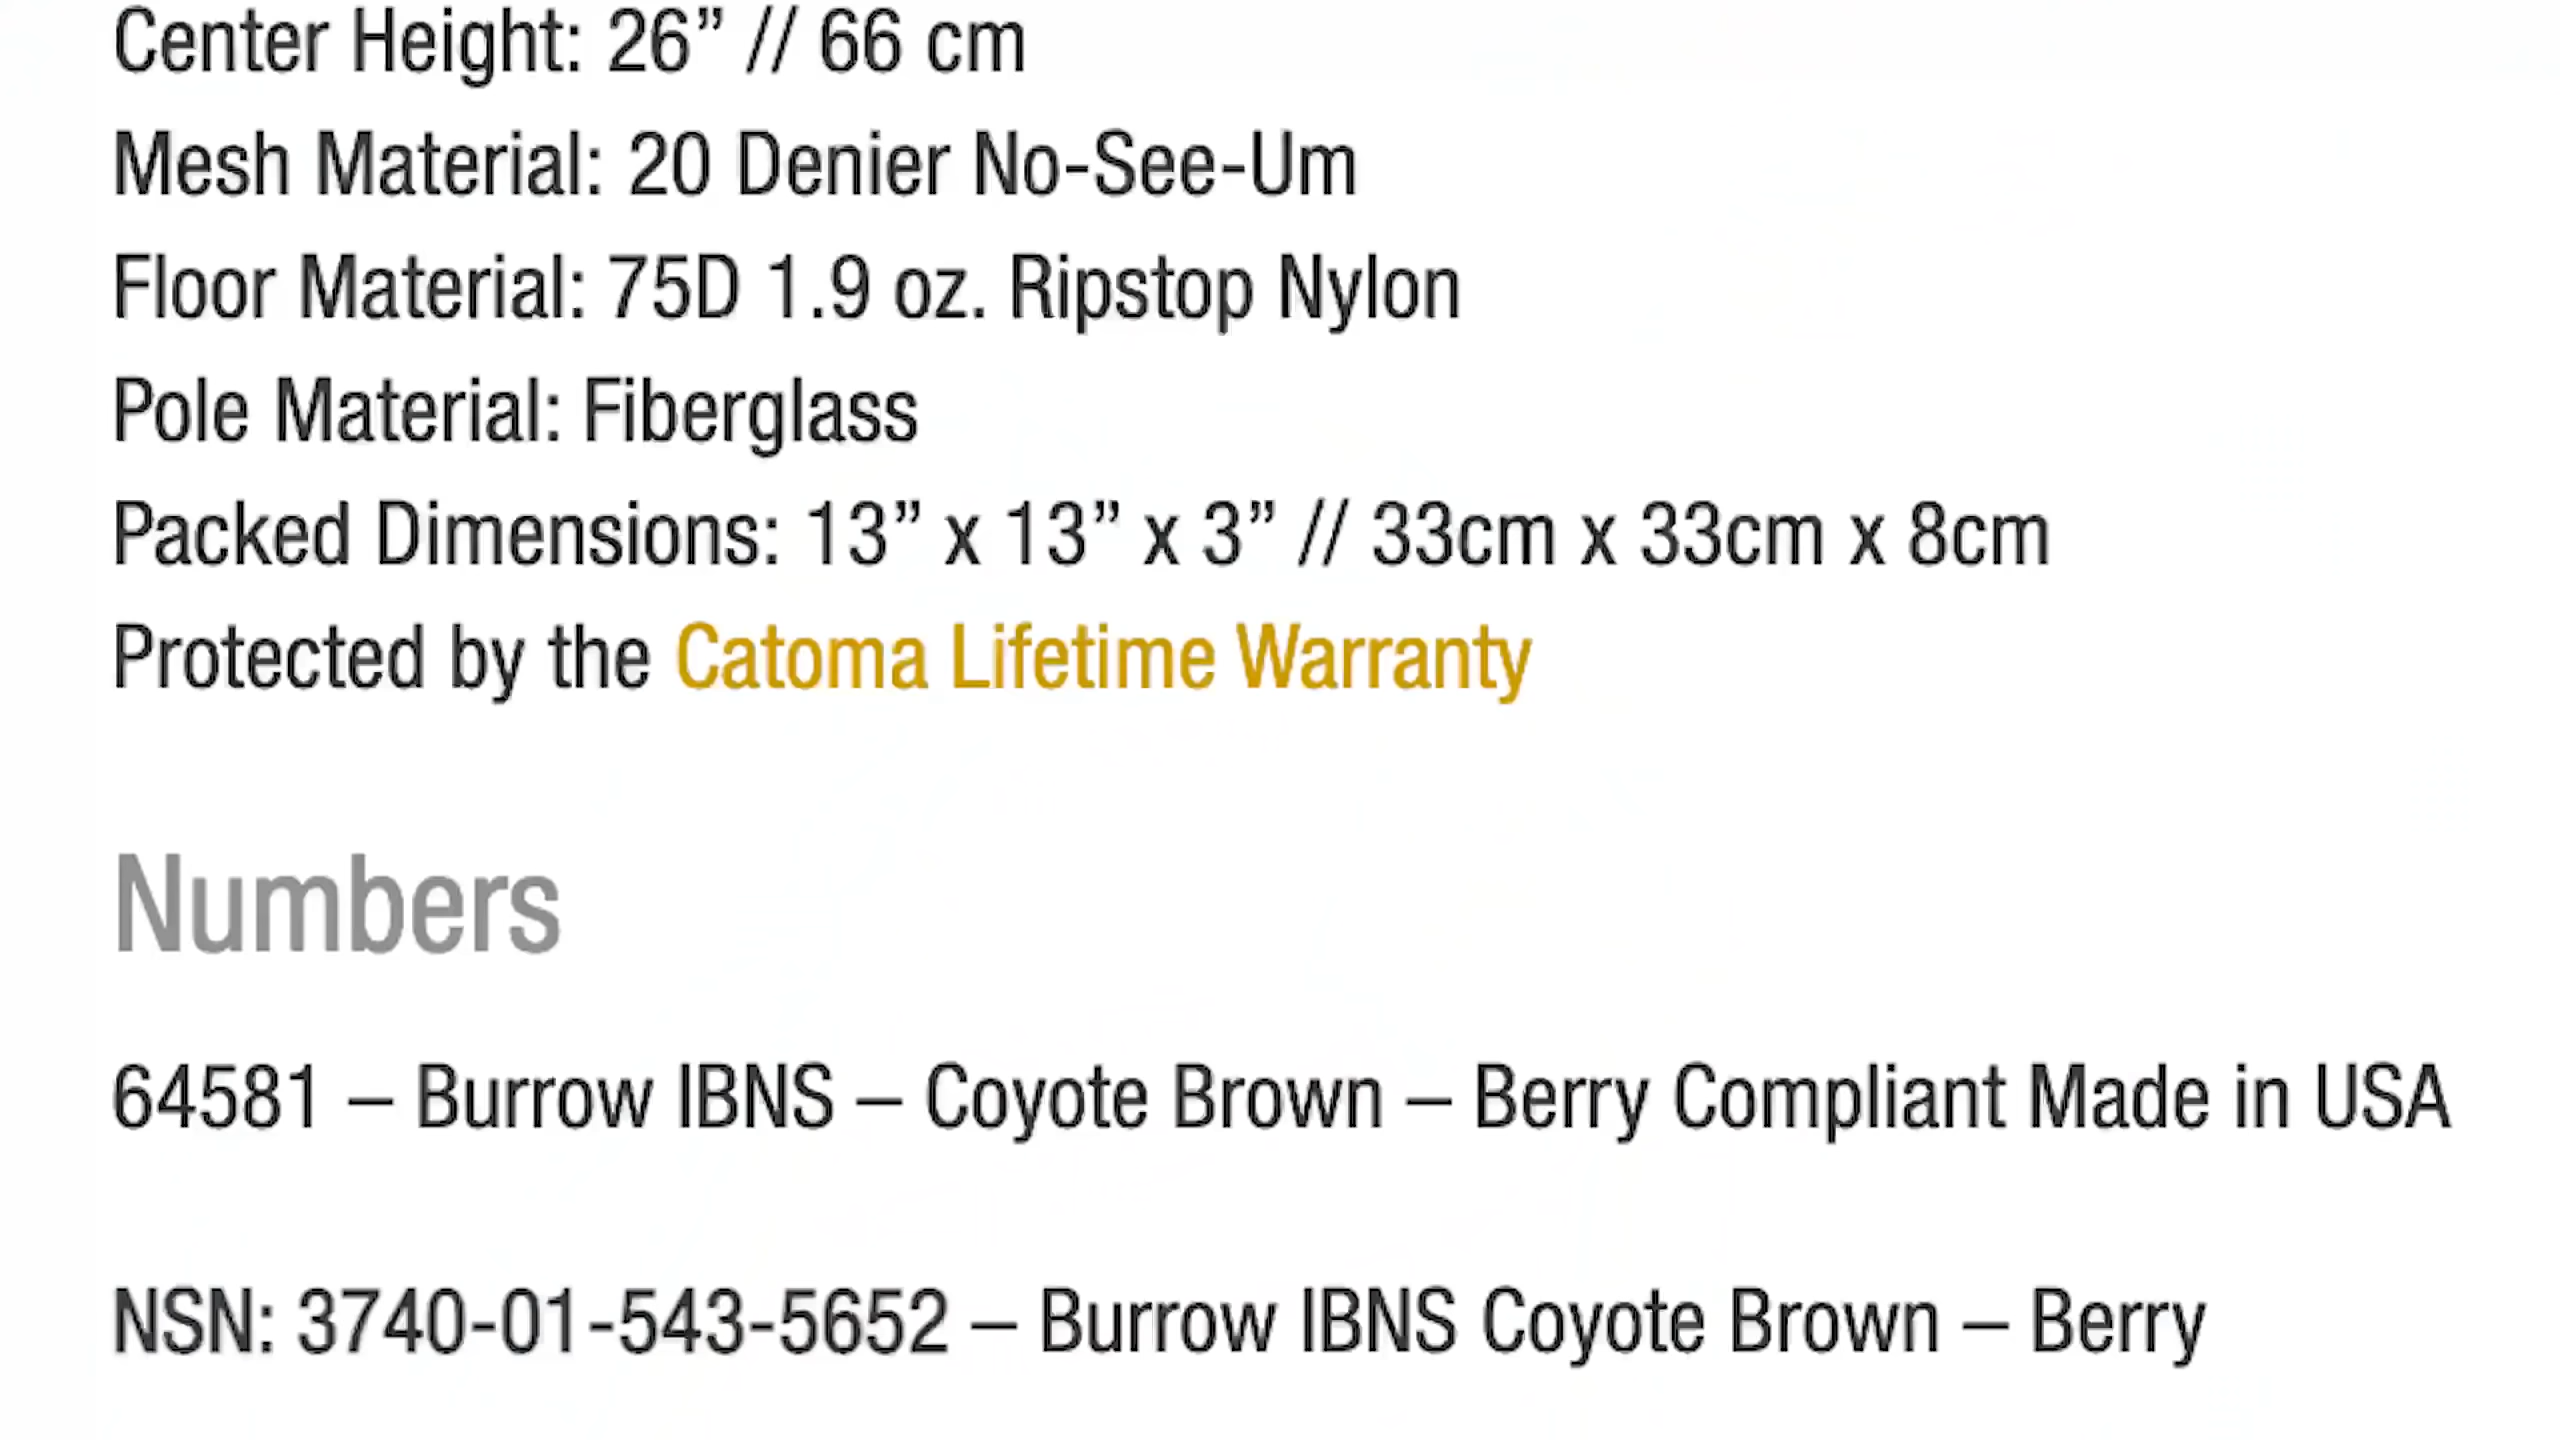 Center Height: 26” // 66 cm
Mesh Material: 20 Denier No-See-Um
Floor Material: 75D 1.9 oz. Ripstop Nylon
Pole Material: Fiberglass
Packed Dimensions: 13” x 13” x 3” // 33cm x 33cm x 8cm
Protected by the Catoma Lifetime Warranty
Numbers
64581 – Burrow IBNS – Coyote Brown – Berry Compliant Made in USA
NSN: 3740-01-543-5652 – Burrow IBNS Coyote Brown – Berry